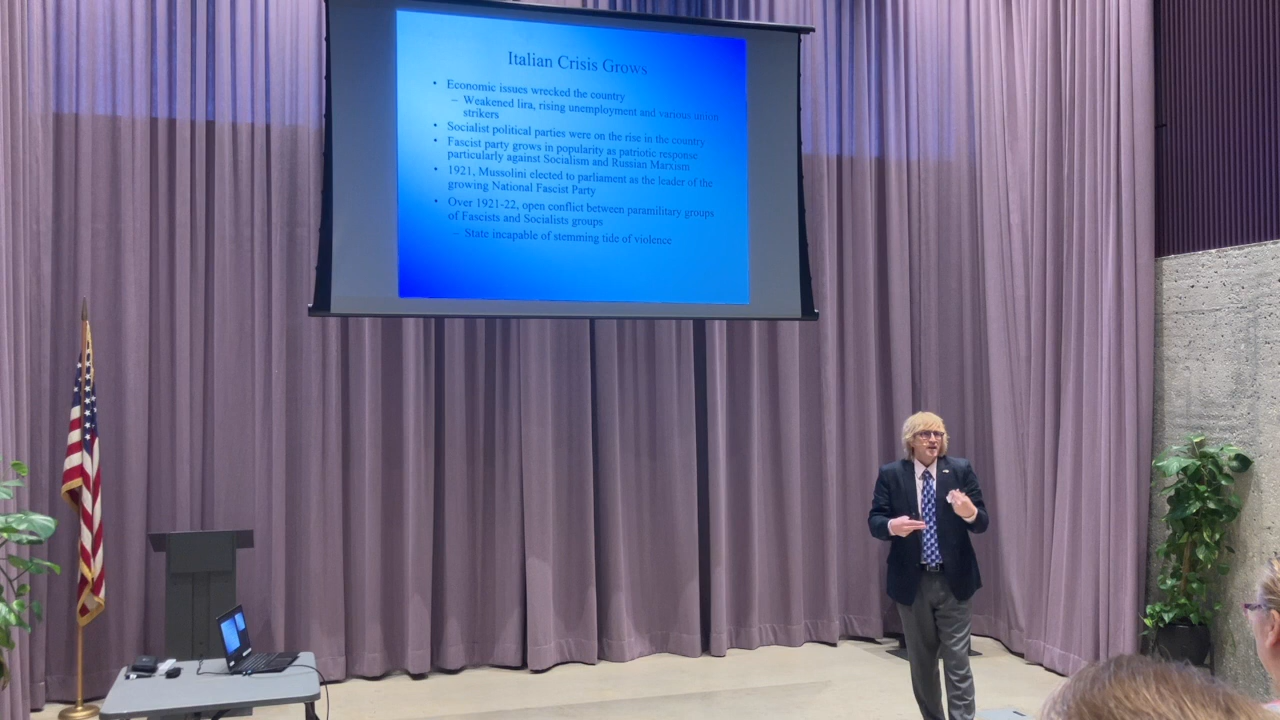 Italian Crisis Grows
• Economic issues wrecked the country
– Weakened lira, rising unemployment and various union
strikers
• Socialist political parties were on the rise in the country
• Fascist party grows in popularity as patriotic response
particularly against Socialism and Russian Marxism
• 1921, Mussolini elected to parliament as the leader of the
growing National Fascist Party
• Over 1921-22, open conflict between paramilitary groups
of Fascists and Socialists groups
– State incapable of stemming tide of violence